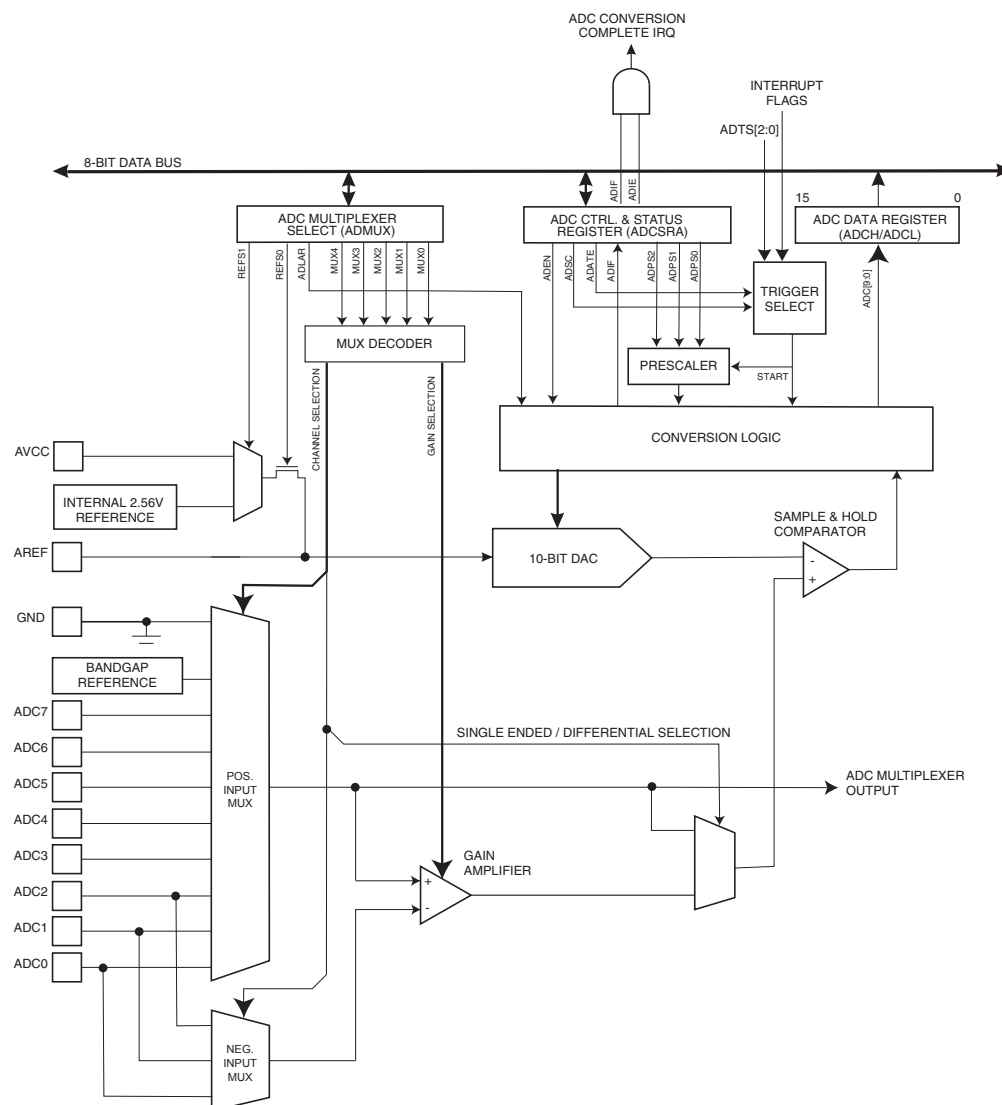 ADC CONVERSION
COMPLETE IRQ
INTERRUPT
FLAGS
ADTS[2:0]
8-BIT DATA BUS
ADIF
ADIE
15
0
ADC MULTIPLEXER
SELECT (ADMUX)
ADC CTRL. & STATUS
REGISTER (ADCSRA)
ADC DATA REGISTER
(ADCH/ADCL)
REFS1
REFS0
ADLAR
MUX4
MUX3
MUX2
MUX1
MUX0
ADEN
ADSC
ADATE
ADIF
ADPS2
ADPS1
ADPS0
ADC[9:0]
TRIGGER
SELECT
MUX DECODER
PRESCALER
START
CHANNEL SELECTION
GAIN SELECTION
CONVERSION LOGIC
AVCC
INTERNAL 2.56V
REFERENCE
SAMPLE & HOLD
COMPARATOR
AREF
10-BIT DAC
-
+
GND
BANDGAP
REFERENCE
ADC7
SINGLE ENDED / DIFFERENTIAL SELECTION
ADC6
ADC5
POS.
INPUT
MUX
ADC MULTIPLEXER
OUTPUT
ADC4
ADC3
GAIN
AMPLIFIER
ADC2
+
-
ADC1
ADC0
NEG.
INPUT
MUX